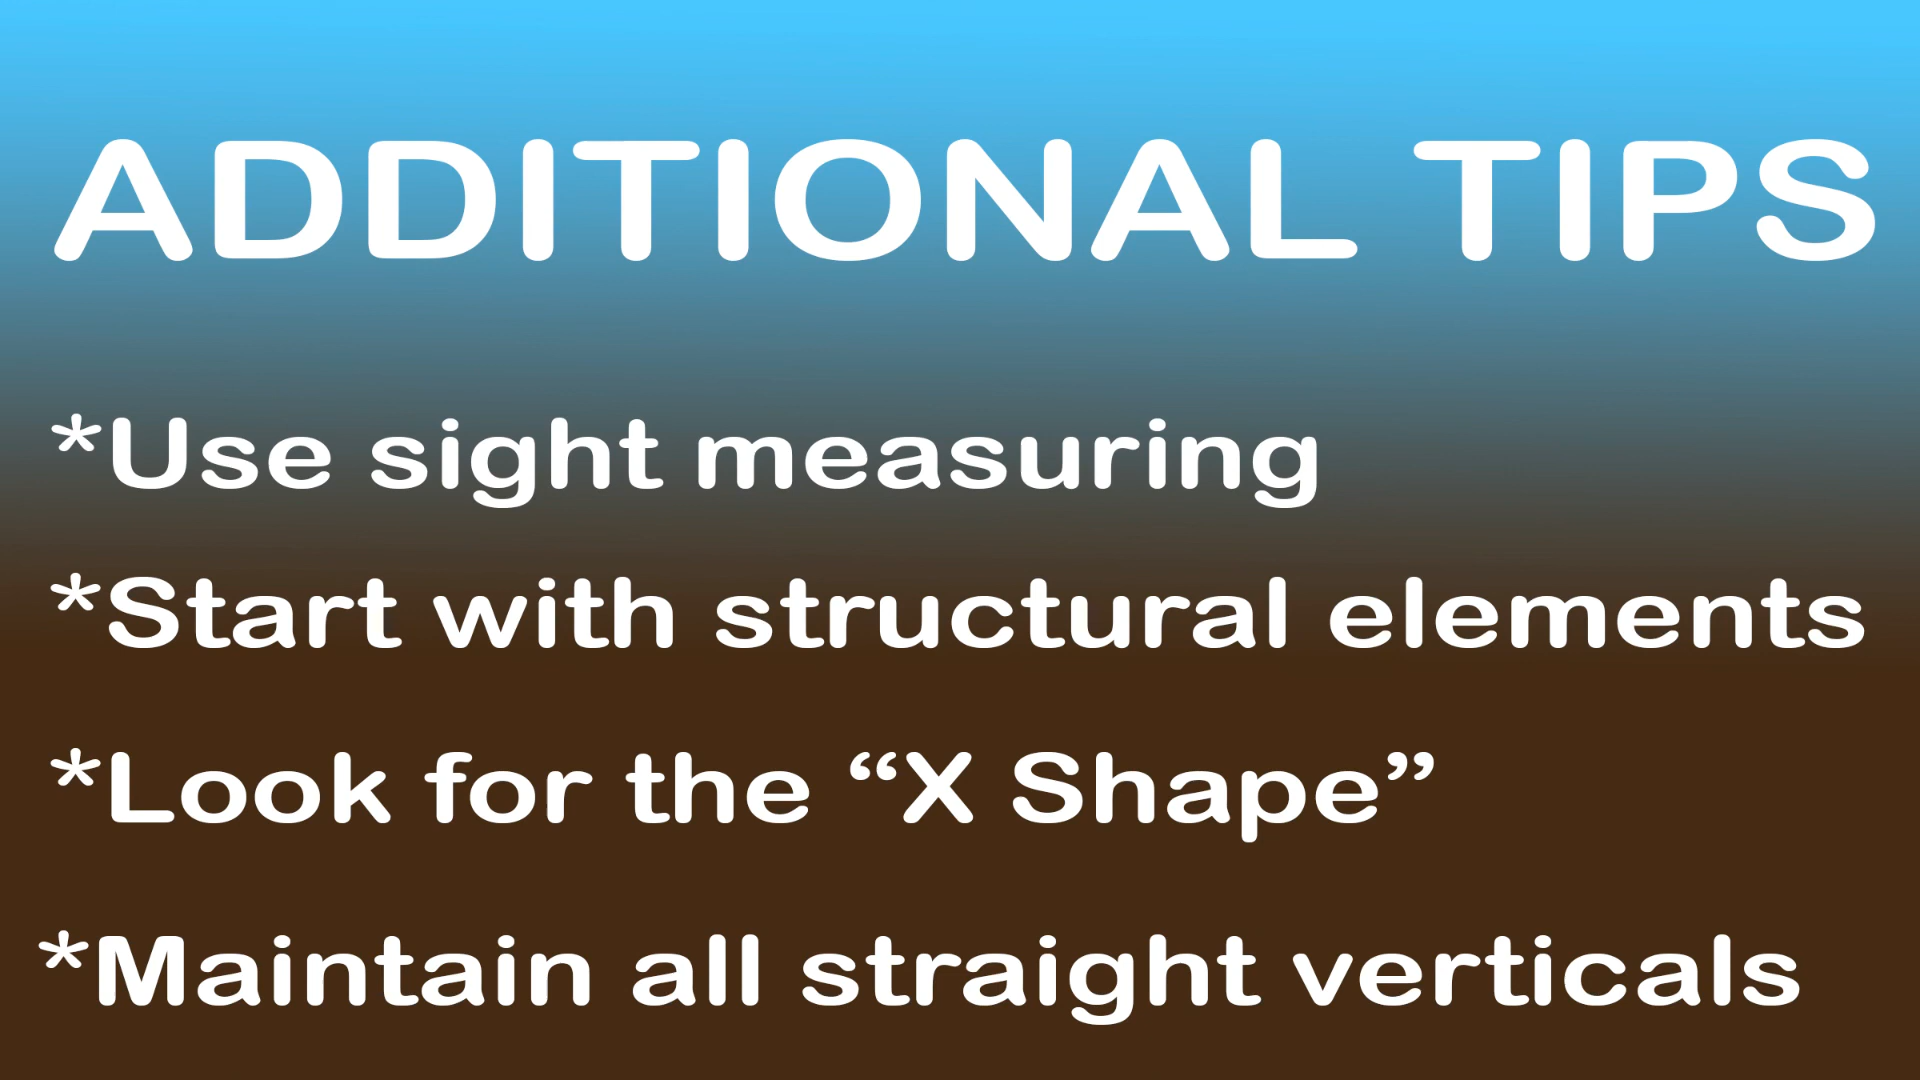 ADDITIONAL TIPS
*Use sight measuring
*Start with structural elements
*Look for the “X Shape”
*Maintain all straight verticals